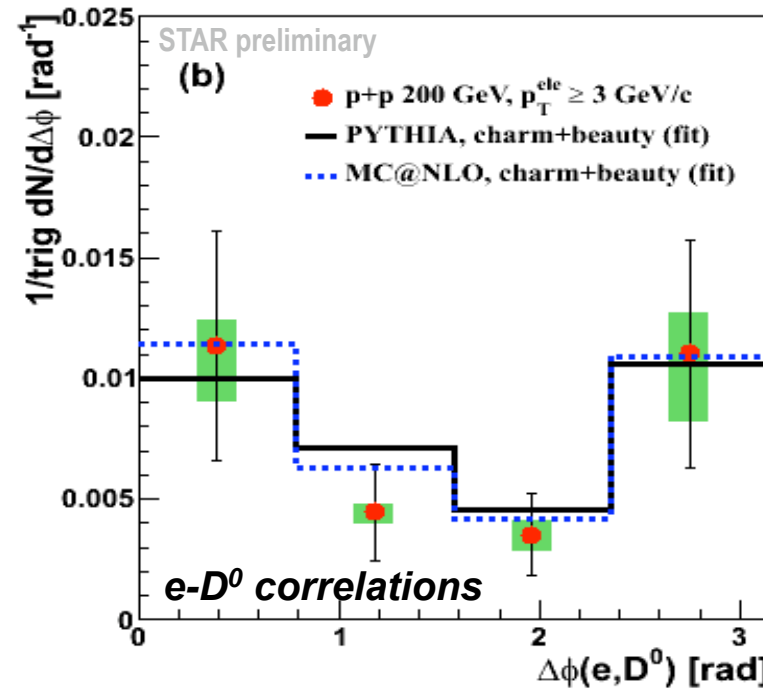 0.025
STAR preliminary
(b)
p+p 200 GeV, p_T^ele ≥ 3 GeV/c
PYTHIA, charm+beauty (fit)
MC@NLO, charm+beauty (fit)
1/trig dN/dΔϕ [rad⁻¹]
0.02
0.015
0.01
0.005
0
e-D⁰ correlations
0 1 2 3
Δϕ(e,D⁰) [rad]